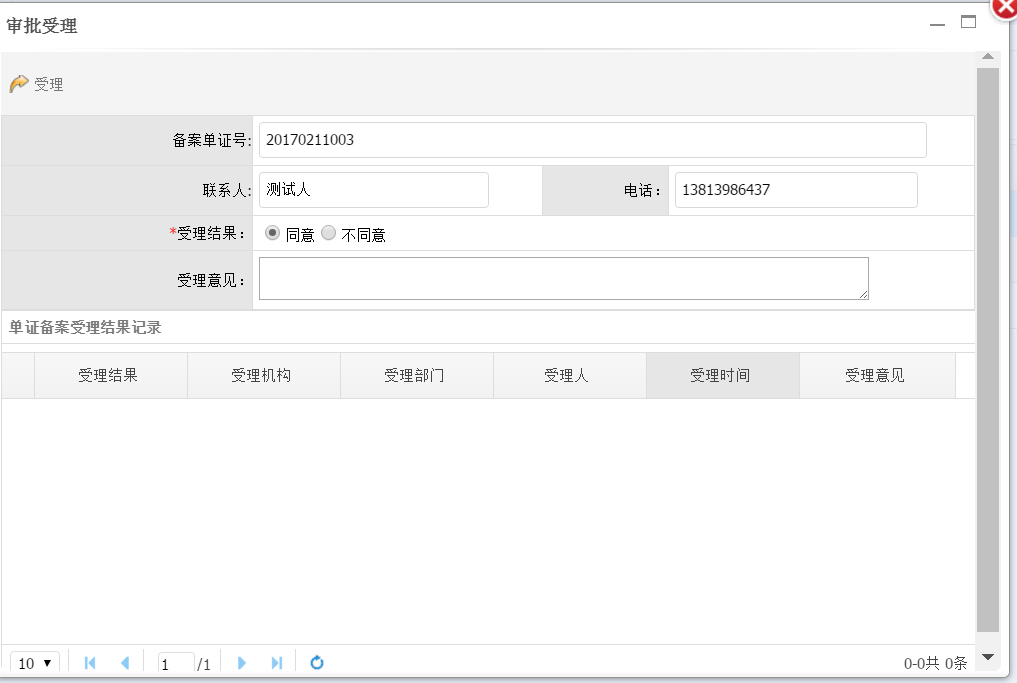 审批受理
受理
备案单证号: 20170211003
联系人: 测试人 电话： 13813986437
*受理结果： 同意 不同意
受理意见：
单证备案受理结果记录
受理结果 受理机构 受理部门 受理人 受理时间 受理意见
10 1 /1 0-0共 0条